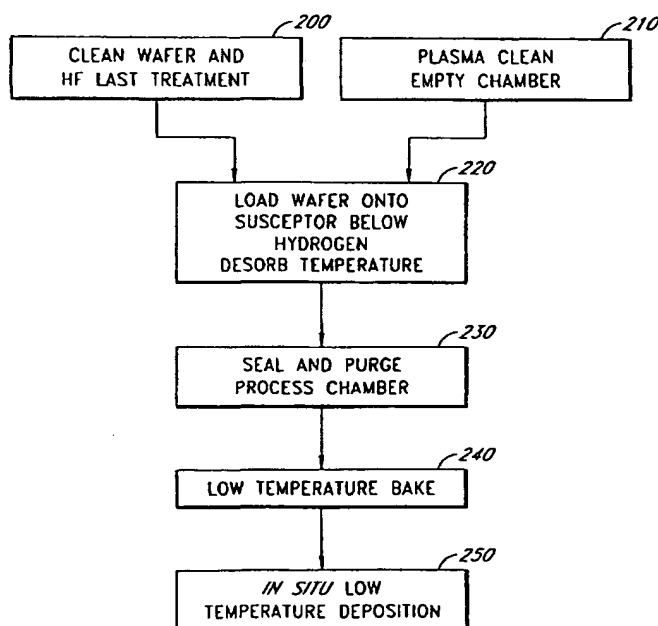 200
CLEAN WAFER AND
HF LAST TREATMENT
210
PLASMA CLEAN
EMPTY CHAMBER
220
LOAD WAFER ONTO
SUSCEPTOR BELOW
HYDROGEN
DESORB TEMPERATURE
230
SEAL AND PURGE
PROCESS CHAMBER
240
LOW TEMPERATURE BAKE
250
IN SITU LOW
TEMPERATURE DEPOSITION